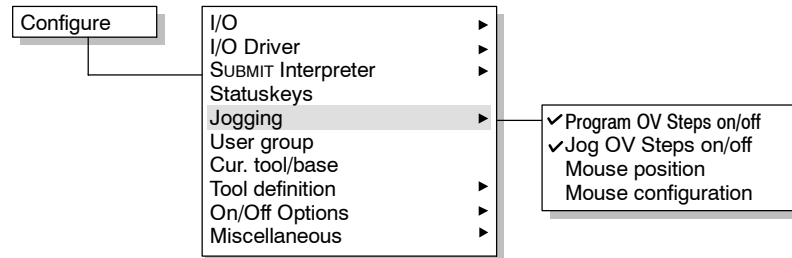 Configure
I/O
I/O Driver
SUBMIT Interpreter
Statuskeys
Jogging
User group
Cur. tool/base
Tool definition
On/Off Options
Miscellaneous
Program OV Steps on/off
Jog OV Steps on/off
Mouse position
Mouse configuration